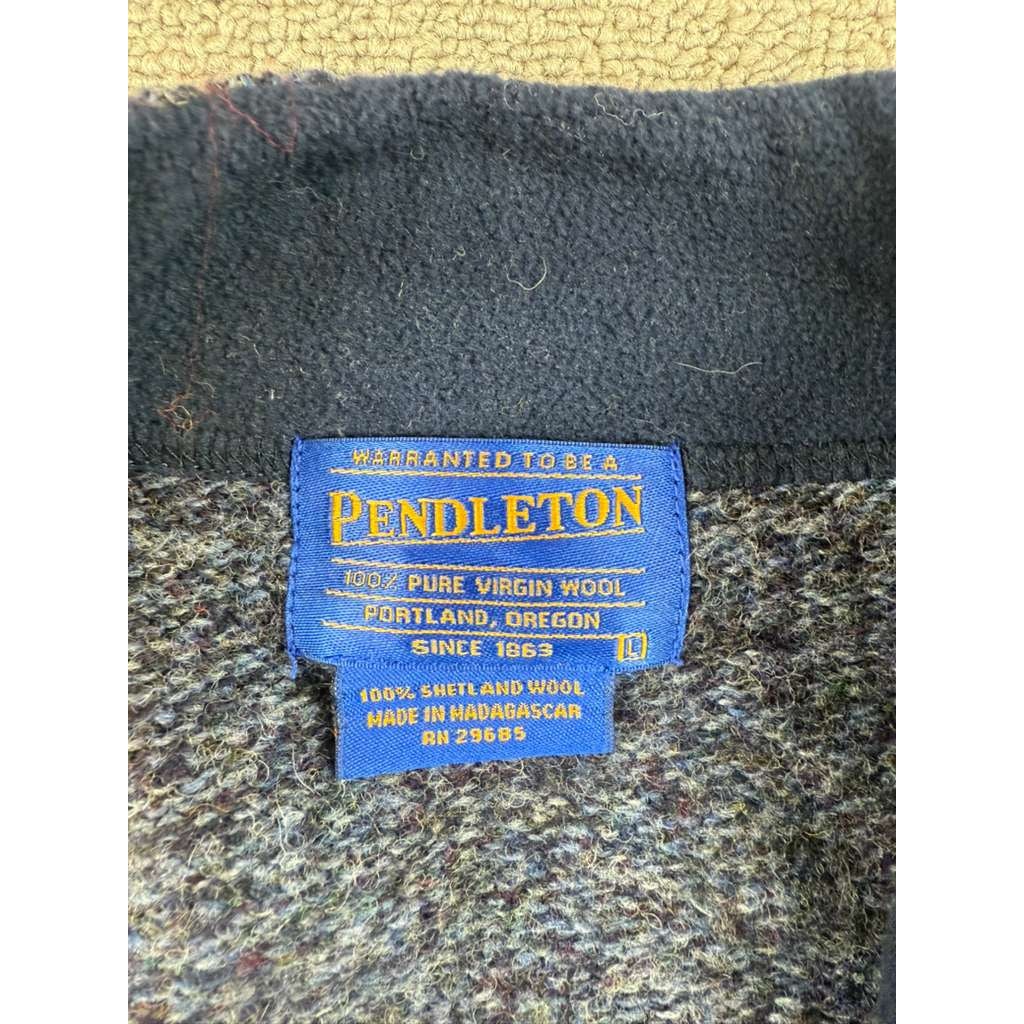 WARRANTED TO BE A
PENDLETON
100% PURE VIRGIN WOOL
PORTLAND, OREGON
SINCE 1863 L
100% SHETLAND WOOL
MADE IN MADAGASCAR
RN 29685